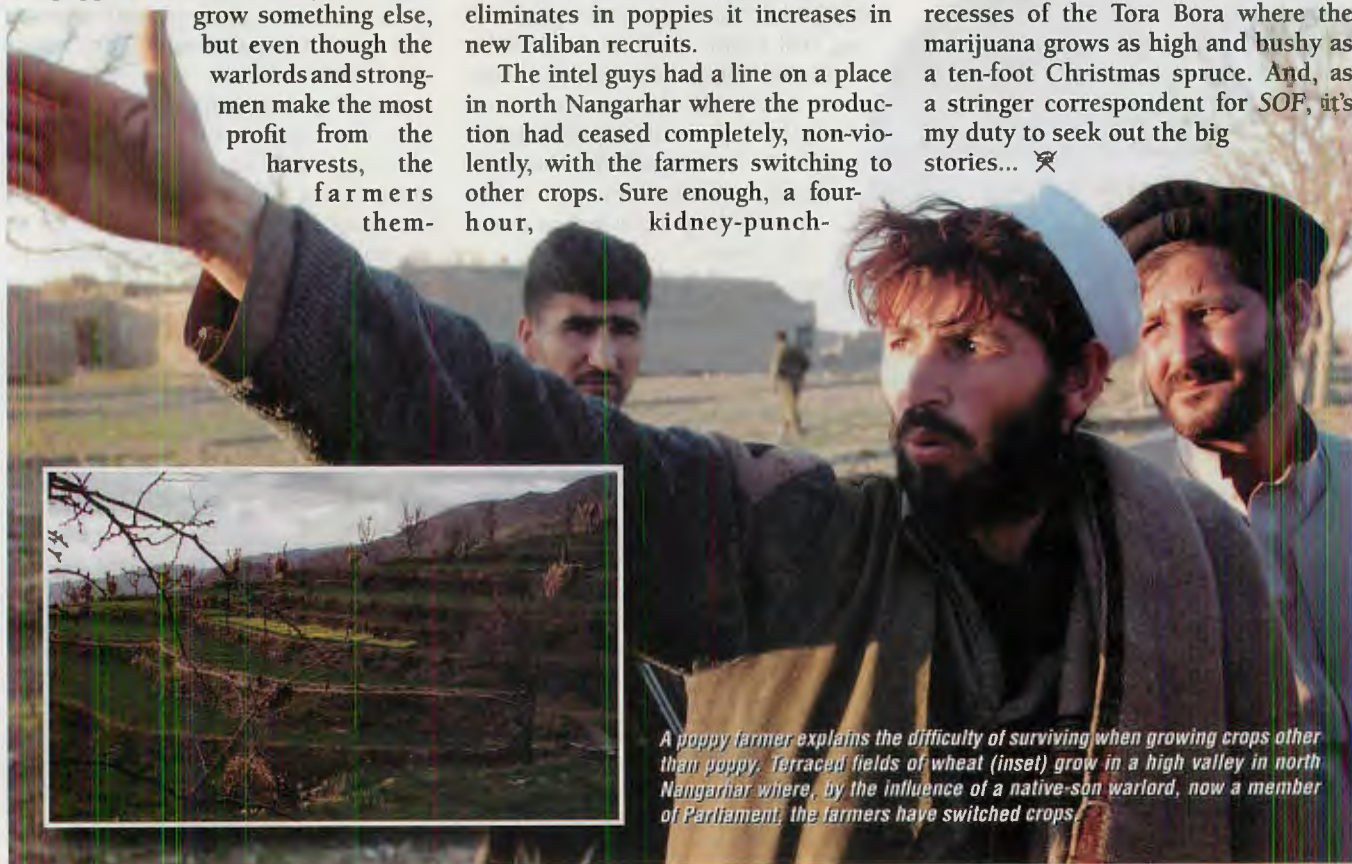 grow something else,
but even though the
warlords and strong-
men make the most
profit from the
harvests, the
farmers
them-
eliminates in poppies it increases in
new Taliban recruits.
The intel guys had a line on a place
in north Nangarhar where the produc-
tion had ceased completely, non-vio-
lently, with the farmers switching to
other crops. Sure enough, a four-
hour, kidney-punch-
recesses of the Tora Bora where the
marijuana grows as high and bushy as
a ten-foot Christmas spruce. And, as
a stringer correspondent for SOF, it's
my duty to seek out the big
stories...
A poppy farmer explains the difficulty of surviving when growing crops other
than poppy. Terraced fields of wheat (inset) grow in a high valley in north
Nangarhar where, by the influence of a native-son warlord, now a member
of Parliament, the farmers have switched crops.